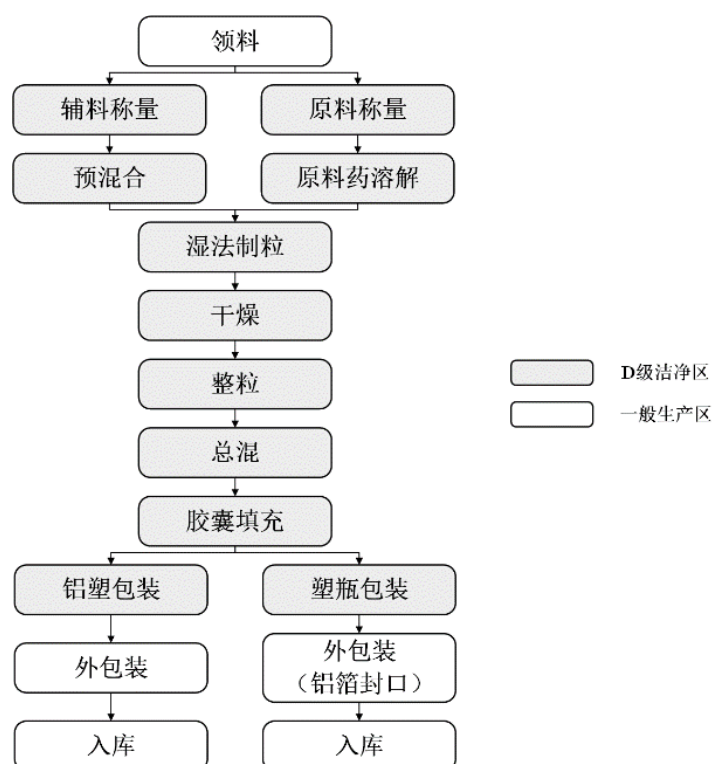 领料
辅料称量
原料称量
预混合
原料药溶解
湿法制粒
干燥
整粒
总混
胶囊填充
铝塑包装
塑瓶包装
外包装
外包装
（铝箔封口）
入库
入库
D级洁净区
一般生产区